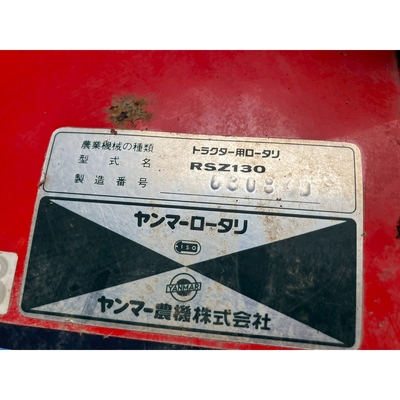 農業機械の種類 トラクター用ロータリ
型式名 RSZ130
製造番号
ヤンマーロータリ
ISO
YANMAR
ヤンマー農機株式会社